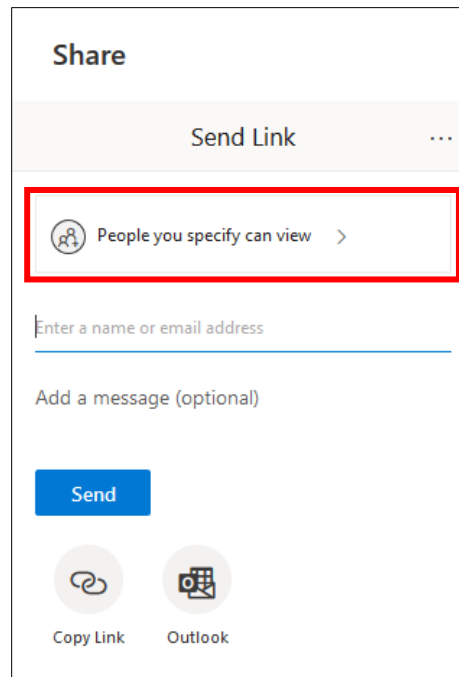 Share
Send Link
People you specify can view
Enter a name or email address
Add a message (optional)
Send
Copy Link
Outlook